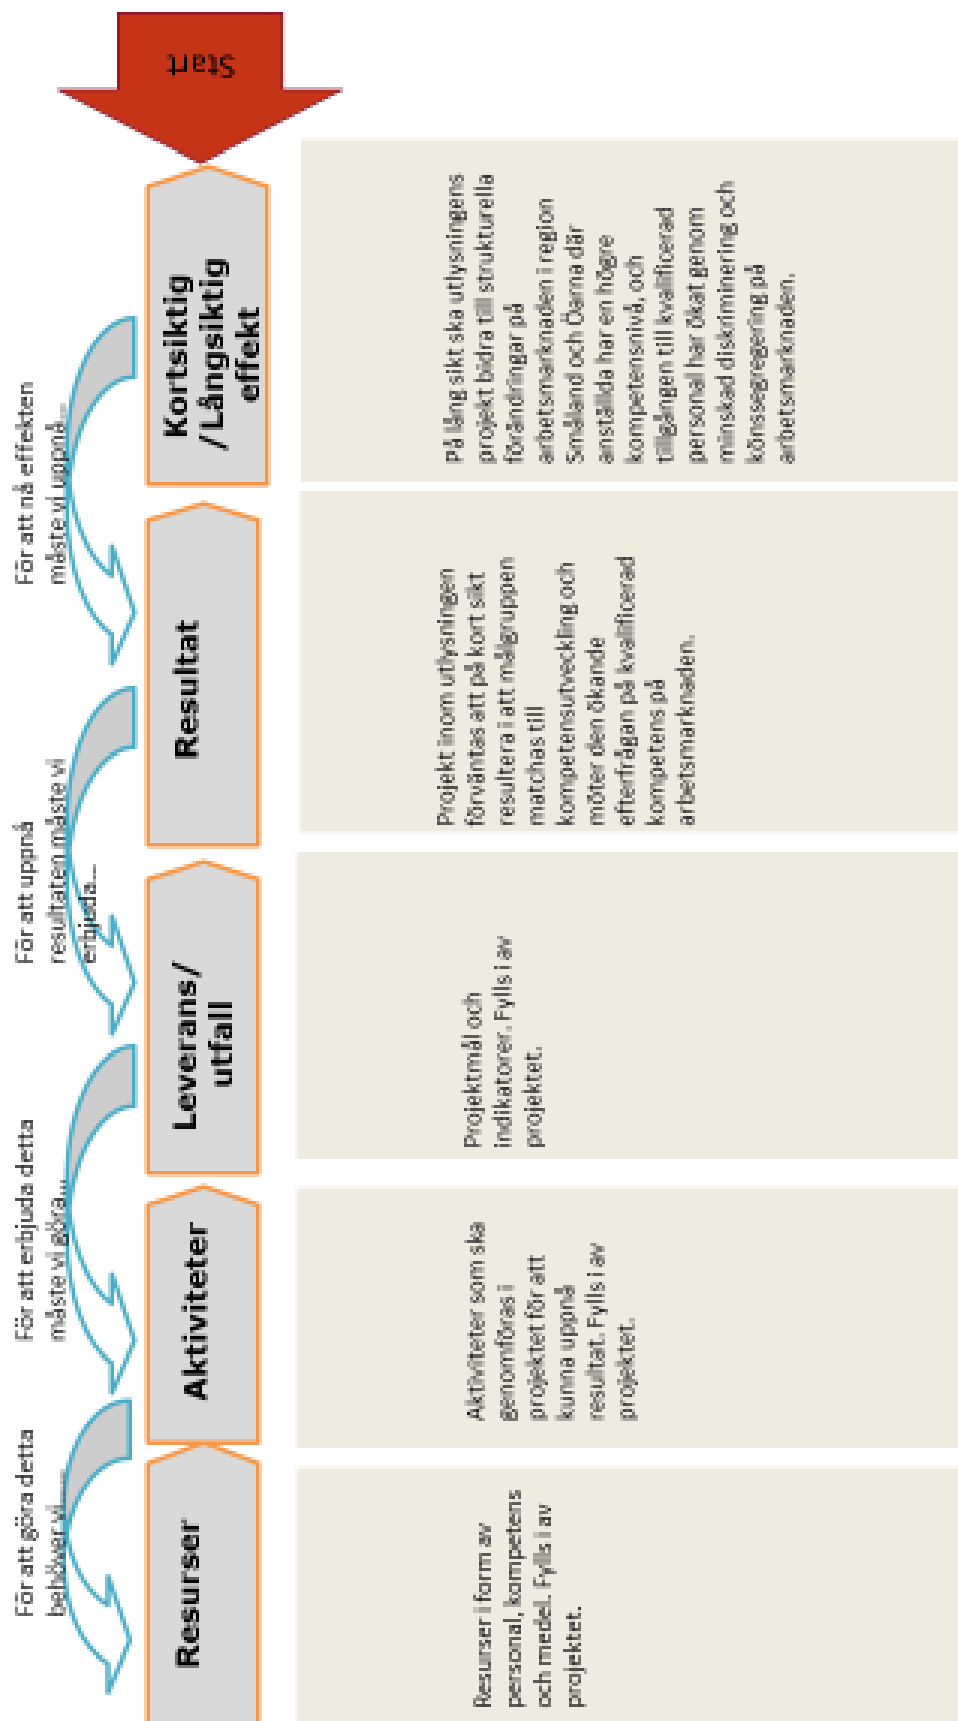 För att göra detta
behöver vi......
För att erbjuda detta
måste vi göra...
För att uppnå
resultaten måste vi
erbjuda...
För att nå effekten
måste vi uppnå...
Resurser
Aktiviteter
Leverans/
utfall
Resultat
Kortsiktig
/Långsiktig
effekt
Start
Resurser i form av
personal, kompetens
och medel. Fylls i av
projektet.
Aktiviteter som ska
genomföras i
projektet för att
kunna uppnå
resultat. Fylls i av
projektet.
Projektmål och
indikatorer. Fylls i av
projektet.
Projekt inom utlysningen
förväntas att på kort sikt
resultera i att målgruppen
matchas till
kompetensutveckling och
möter den ökande
efterfrågan på kvalificerad
kompetens på
arbetsmarknaden.
På lång sikt ska utlysningens
projekt bidra till strukturella
förändringar på
arbetsmarknaden i region
Småland och Öarna där
anställda har en högre
kompetensnivå, och
tillgången till kvalificerad
personal har ökat genom
minskad diskriminering och
könssegregering på
arbetsmarknaden.